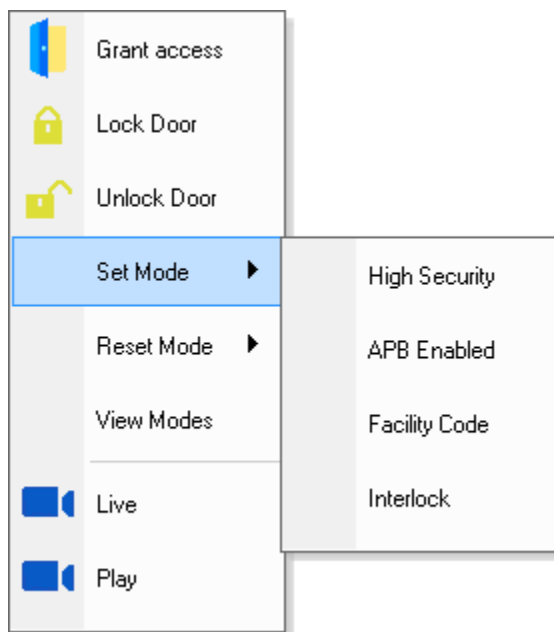 Grant access
Lock Door
Unlock Door
Set Mode
Reset Mode
View Modes
Live
Play
High Security
APB Enabled
Facility Code
Interlock